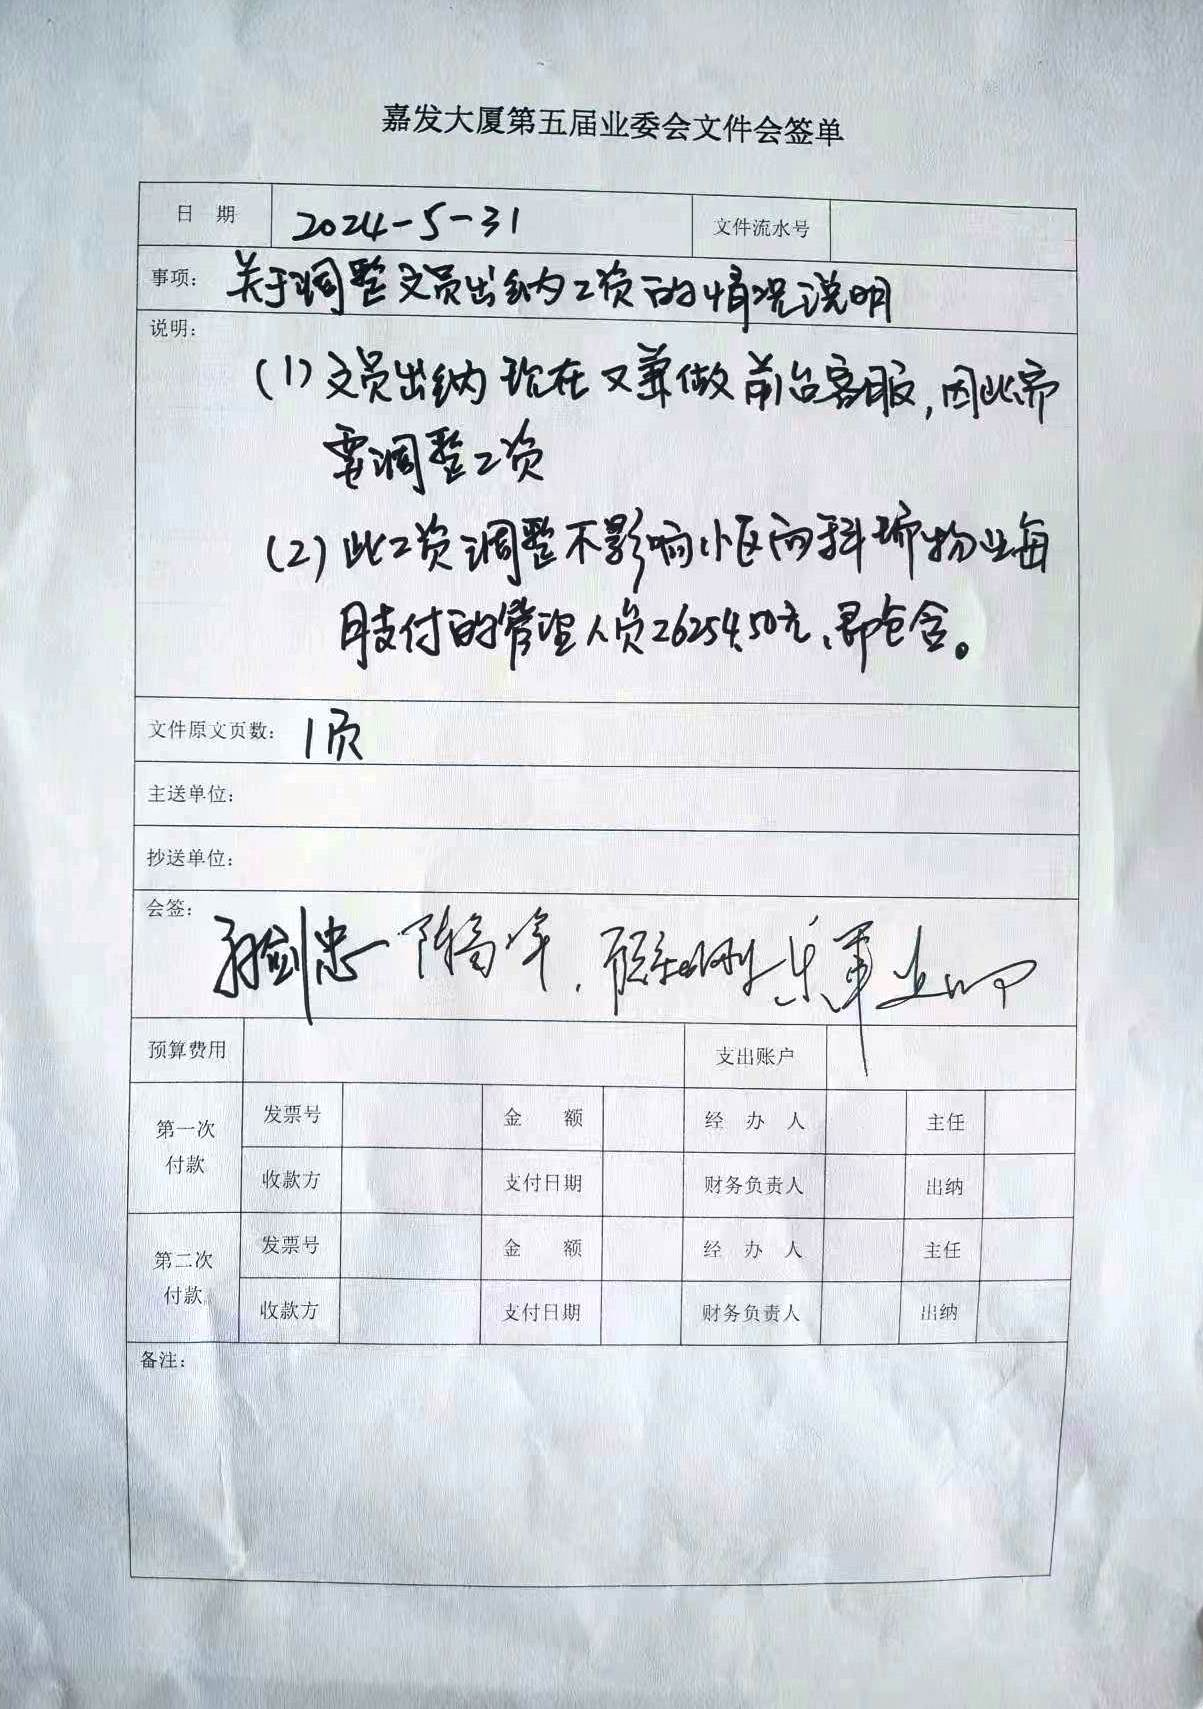 嘉发大厦第五届业委会文件会签单
日 期 2024-5-31 文件流水号
事项: 关于调整文员出纳工资的情况说明
说明:
(1) 文员出纳现在又兼做前台客服,因此需
要调整工资
(2) 此工资调整不影响小区向科瑞物业每
月支付的管理人员26254.50元,都包含。
文件原文页数: 1页
主送单位:
抄送单位:
会签: 孙剑忠
预算费用 支出账户
第一次付款 发票号 金 额 经 办 人 主任
收款方 支付日期 财务负责人 出纳
第二次付款 发票号 金 额 经 办 人 主任
收款方 支付日期 财务负责人 出纳
备注: